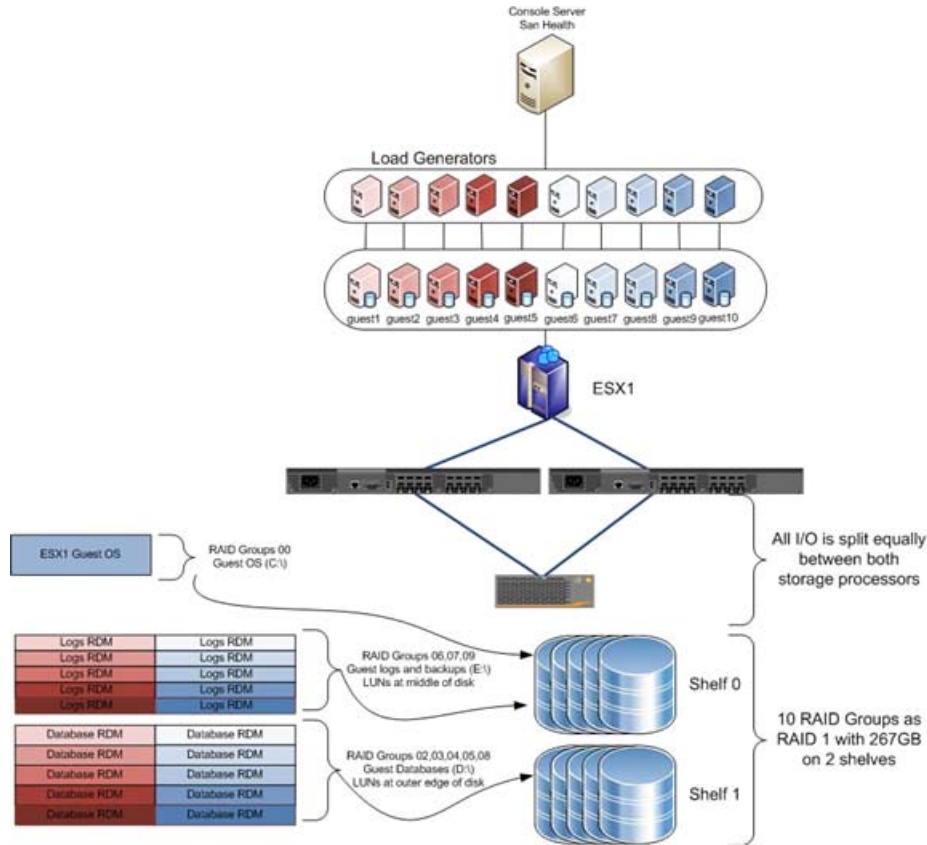 Console Server
San Health
Load Generators
guest1 guest2 guest3 guest4 guest5 guest6 guest7 guest8 guest9 guest10
ESX1
All I/O is split equally
between both
storage processors
ESX1 Guest OS
RAID Groups 00
Guest OS (C:\)
Logs RDM Logs RDM
Logs RDM Logs RDM
Logs RDM Logs RDM
Logs RDM Logs RDM
Logs RDM Logs RDM
RAID Groups 06,07,09
Guest logs and backups (E:\)
LUNs at middle of disk
Shelf 0
10 RAID Groups as
RAID 1 with 267GB
on 2 shelves
Database RDM Database RDM
Database RDM Database RDM
Database RDM Database RDM
Database RDM Database RDM
Database RDM Database RDM
RAID Groups 02,03,04,05,08
Guest Databases (D:\)
LUNs at outer edge of disk
Shelf 1